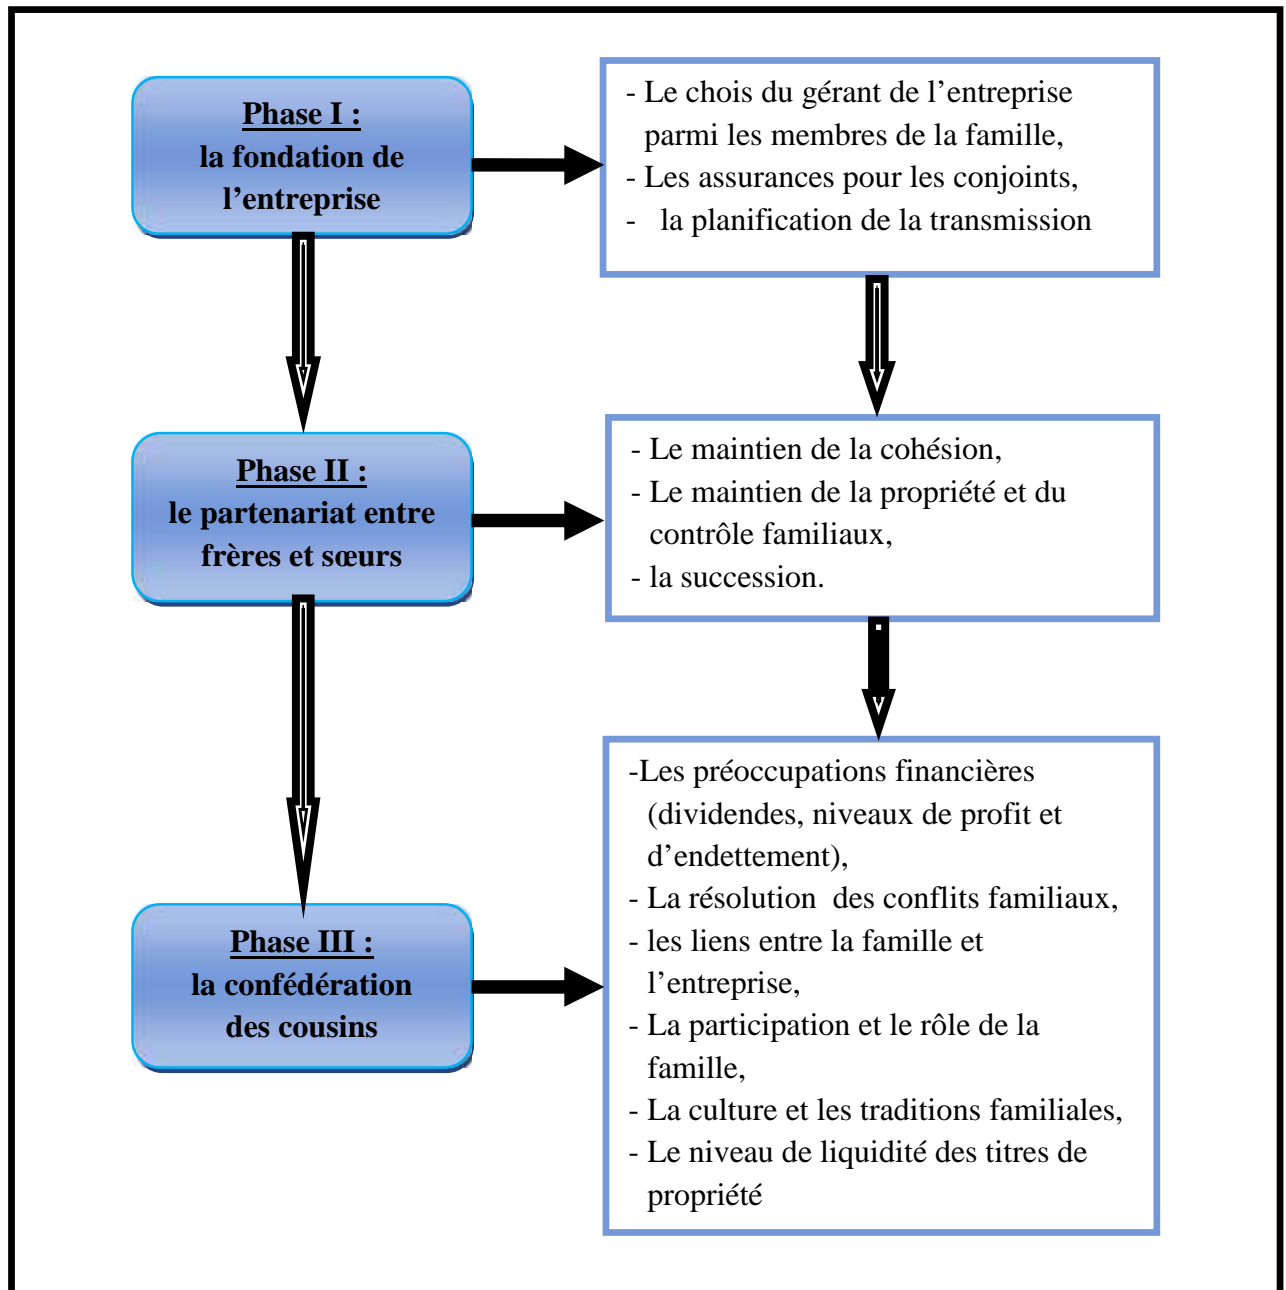 Phase I :
la fondation de
l’entreprise
- Le chois du gérant de l’entreprise
parmi les membres de la famille,
- Les assurances pour les conjoints,
- la planification de la transmission
Phase II :
le partenariat entre
frères et sœurs
- Le maintien de la cohésion,
- Le maintien de la propriété et du
contrôle familiaux,
- la succession.
Phase III :
la confédération
des cousins
-Les préoccupations financières
(dividendes, niveaux de profit et
d’endettement),
- La résolution des conflits familiaux,
- les liens entre la famille et
l’entreprise,
- La participation et le rôle de la
famille,
- La culture et les traditions familiales,
- Le niveau de liquidité des titres de
propriété